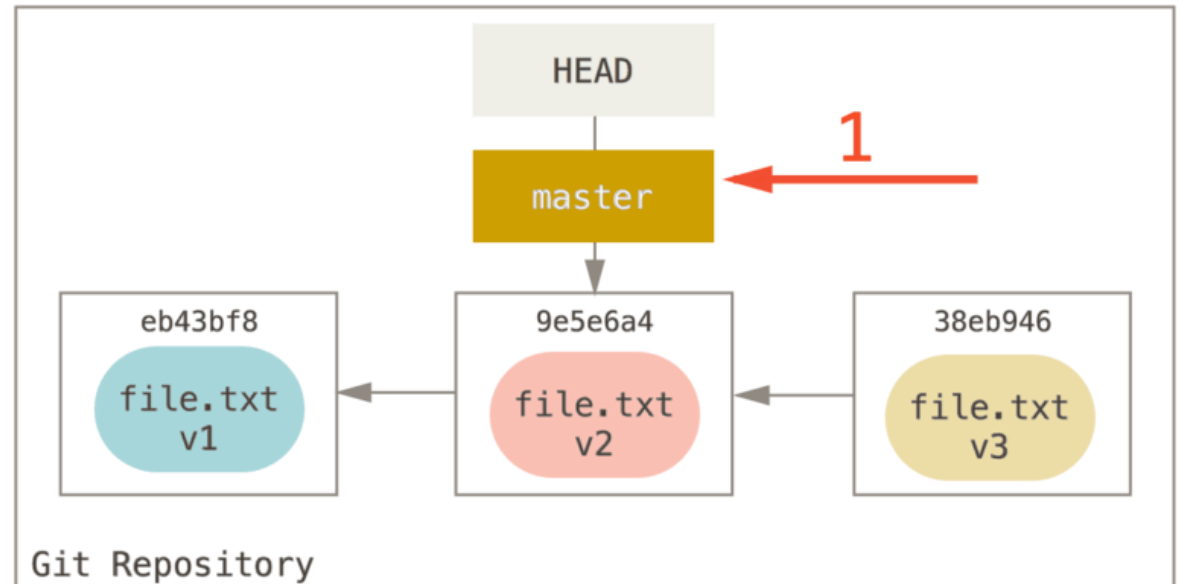 HEAD
1
master
eb43bf8
file.txt
v1
9e5e6a4
file.txt
v2
38eb946
file.txt
v3
Git Repository